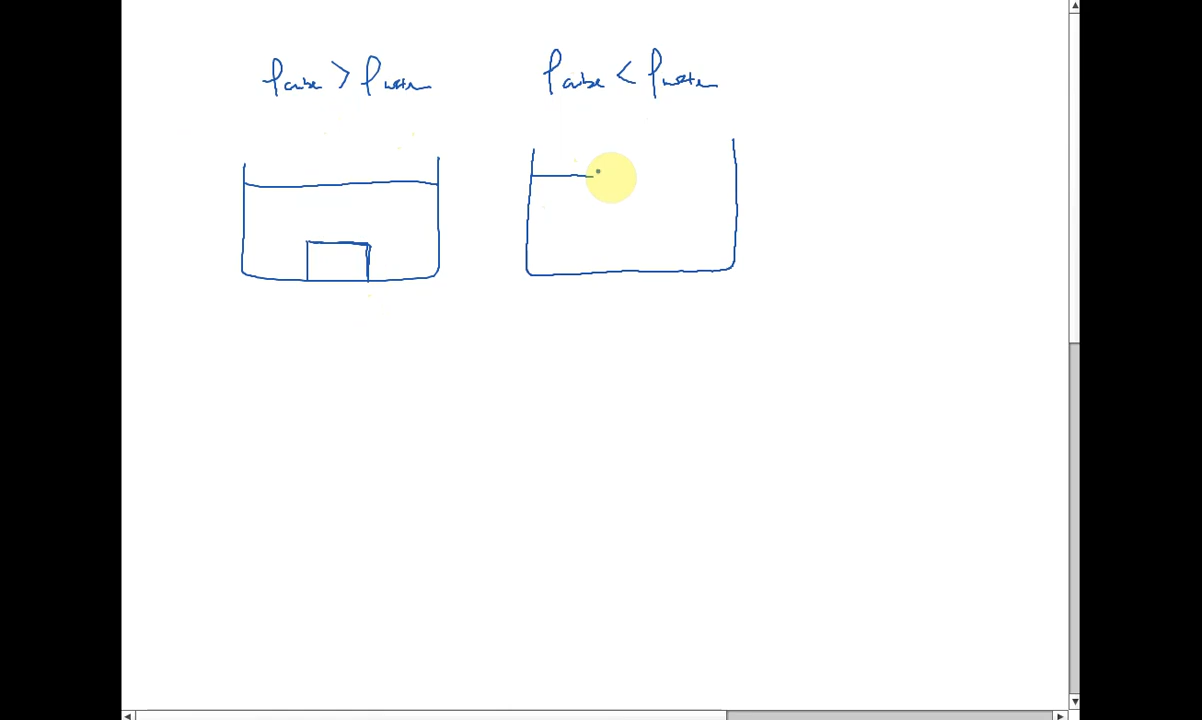 ρcube > ρwater
ρcube < ρwater